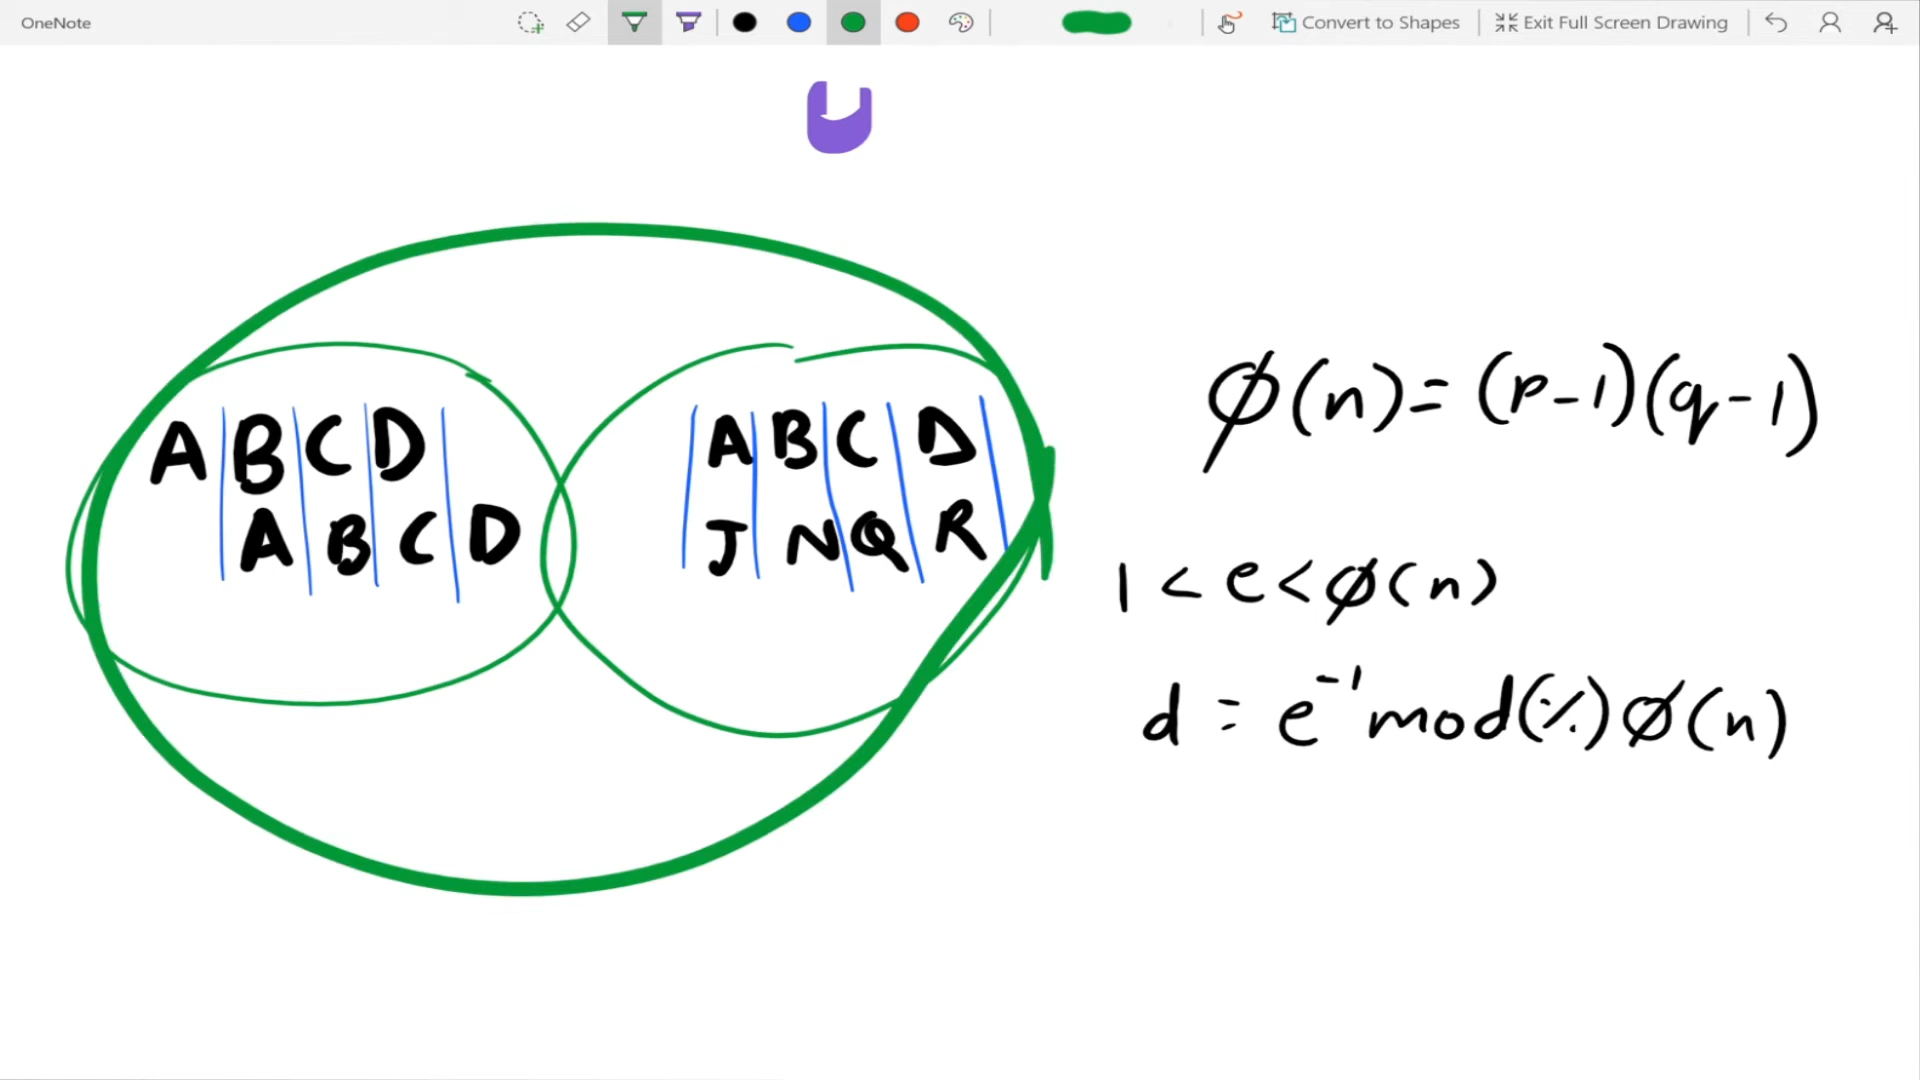 OneNote
Convert to Shapes
Exit Full Screen Drawing
A B C D
A B C D
A B C D
J N Q R
ø(n) = (p-1)(q-1)
1 < e < ø(n)
d = e⁻¹ mod(%) ø(n)